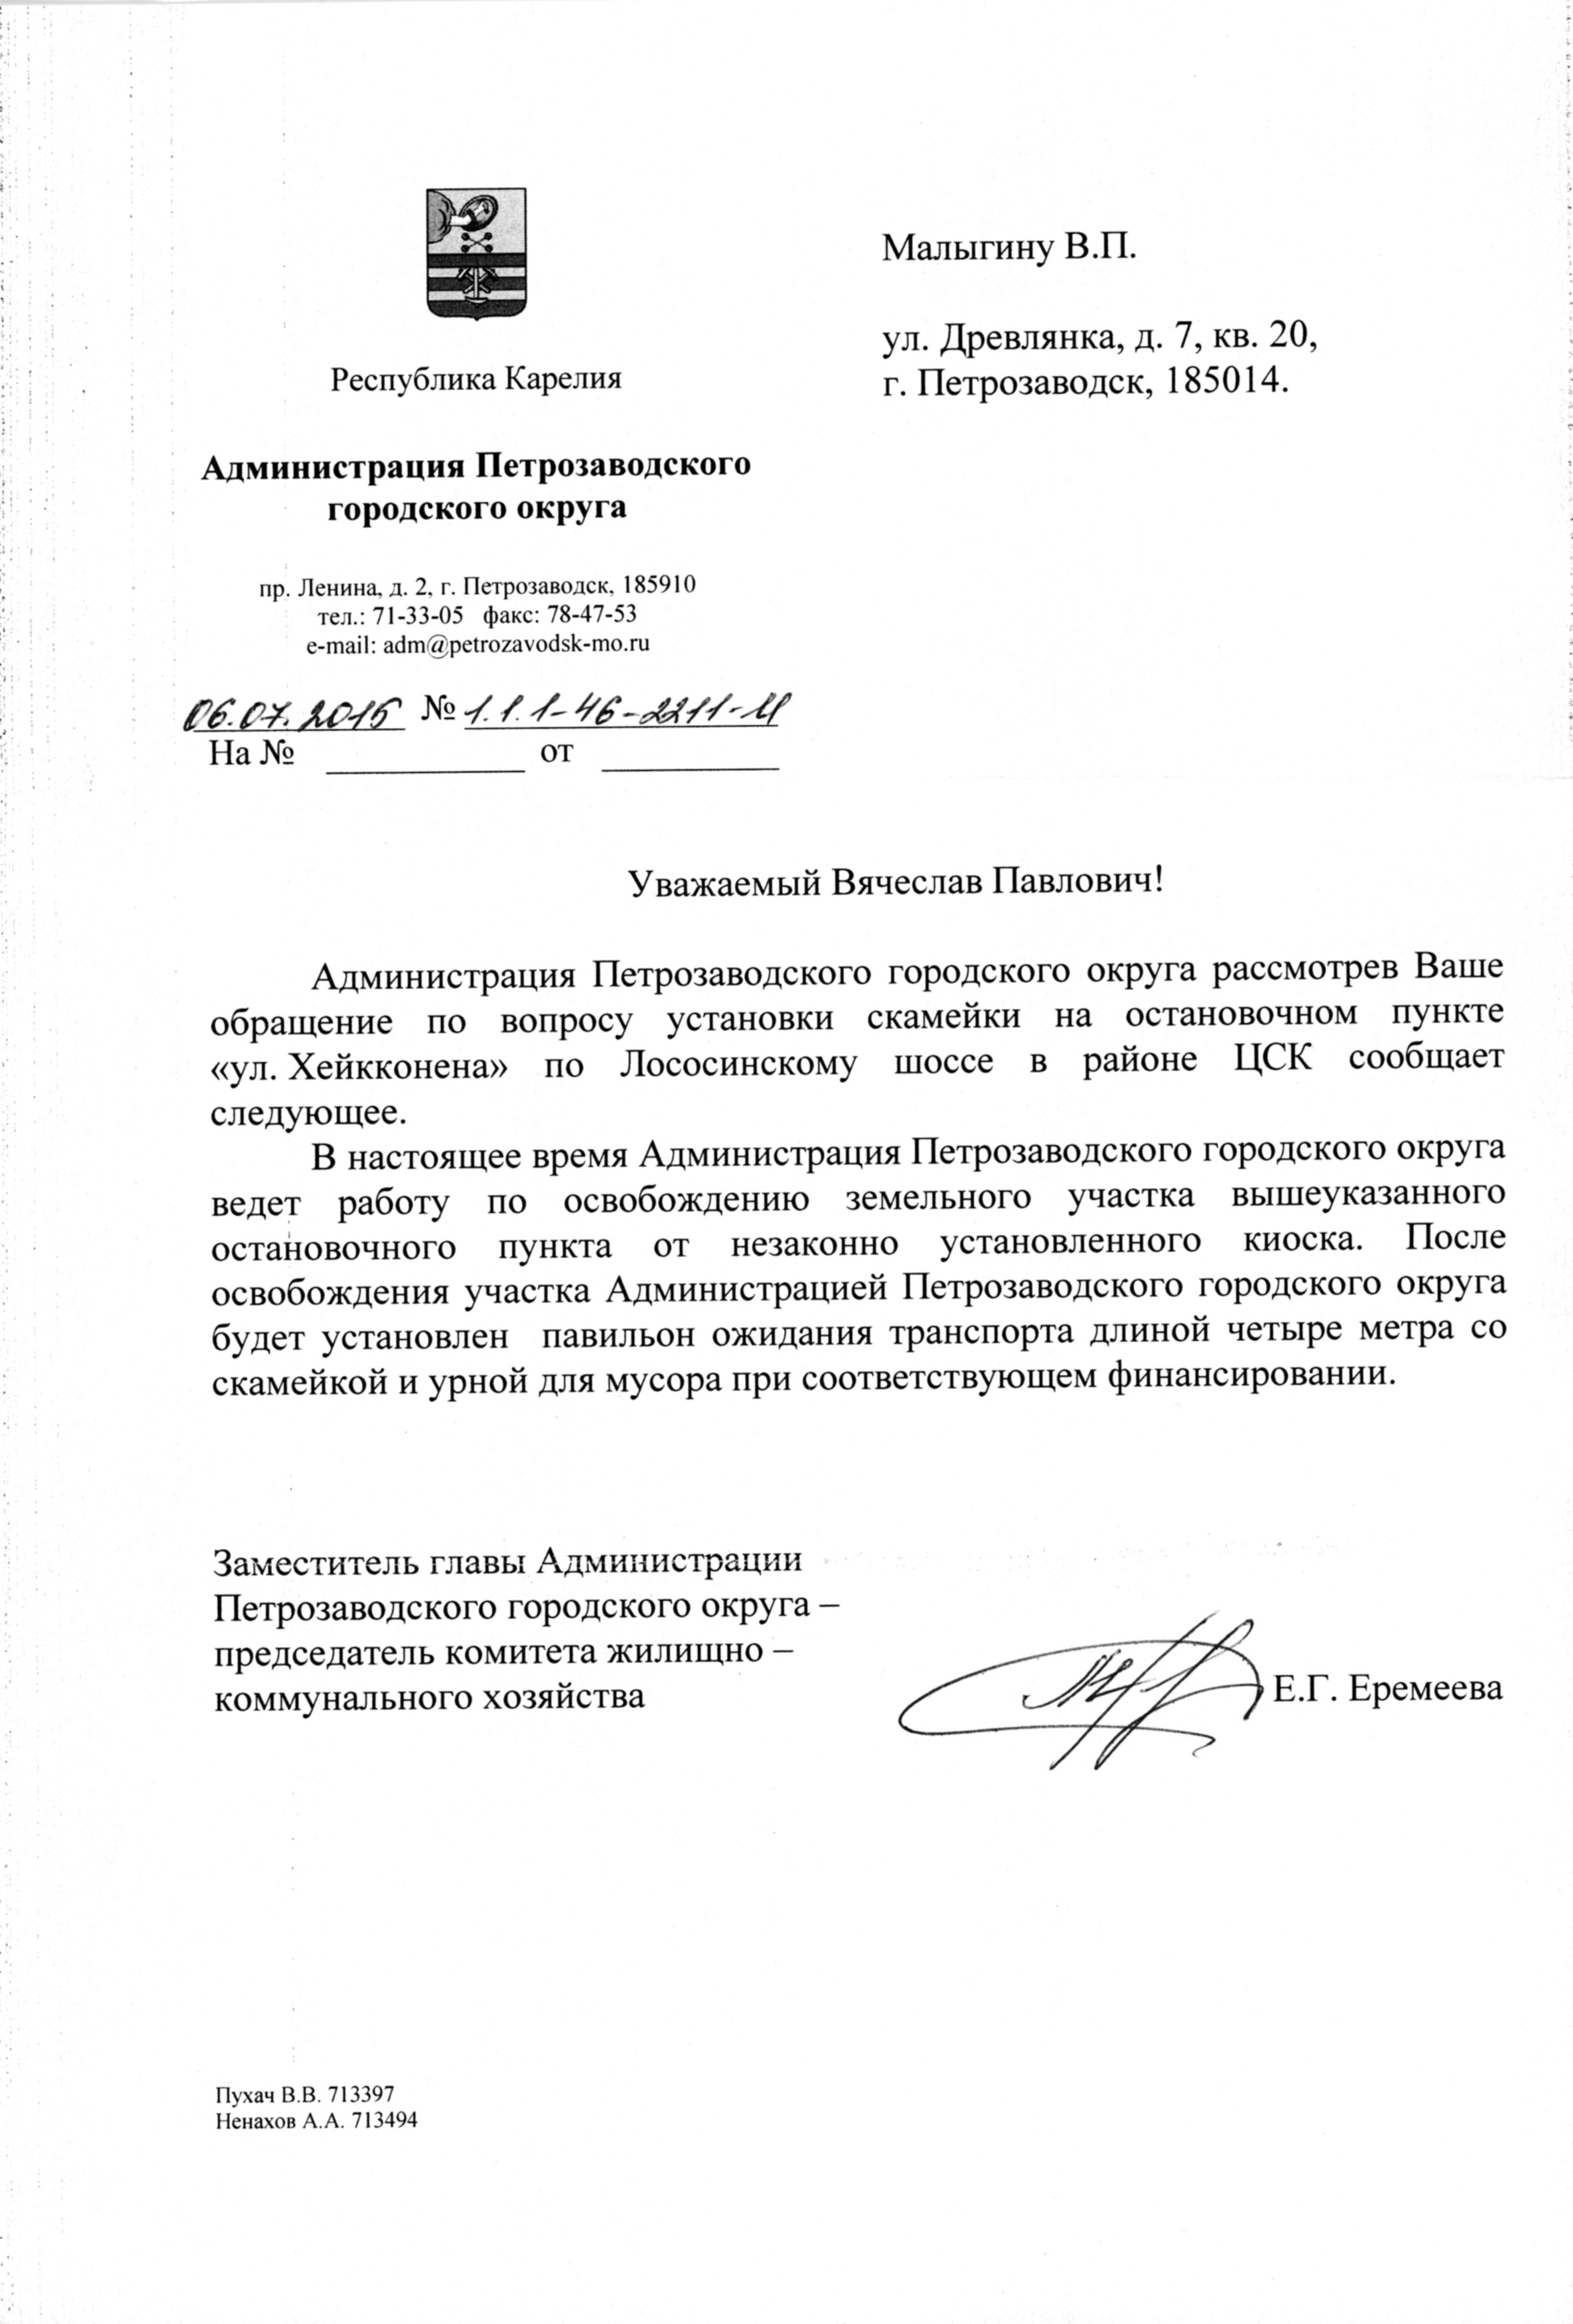 Республика Карелия
Администрация Петрозаводского
городского округа
пр. Ленина, д. 2, г. Петрозаводск, 185910
тел.: 71-33-05 факс: 78-47-53
e-mail: adm@petrozavodsk-mo.ru
06.07.2015 № 1.1.1-46-2211-И
На № от
Малыгину В.П.
ул. Древлянка, д. 7, кв. 20,
г. Петрозаводск, 185014.
Уважаемый Вячеслав Павлович!
Администрация Петрозаводского городского округа рассмотрев Ваше
обращение по вопросу установки скамейки на остановочном пункте
«ул. Хейкконена» по Лососинскому шоссе в районе ЦСК сообщает
следующее.
В настоящее время Администрация Петрозаводского городского округа
ведет работу по освобождению земельного участка вышеуказанного
остановочного пункта от незаконно установленного киоска. После
освобождения участка Администрацией Петрозаводского городского округа
будет установлен павильон ожидания транспорта длиной четыре метра со
скамейкой и урной для мусора при соответствующем финансировании.
Заместитель главы Администрации
Петрозаводского городского округа –
председатель комитета жилищно –
коммунального хозяйства
Е.Г. Еремеева
Пухач В.В. 713397
Ненахов А.А. 713494